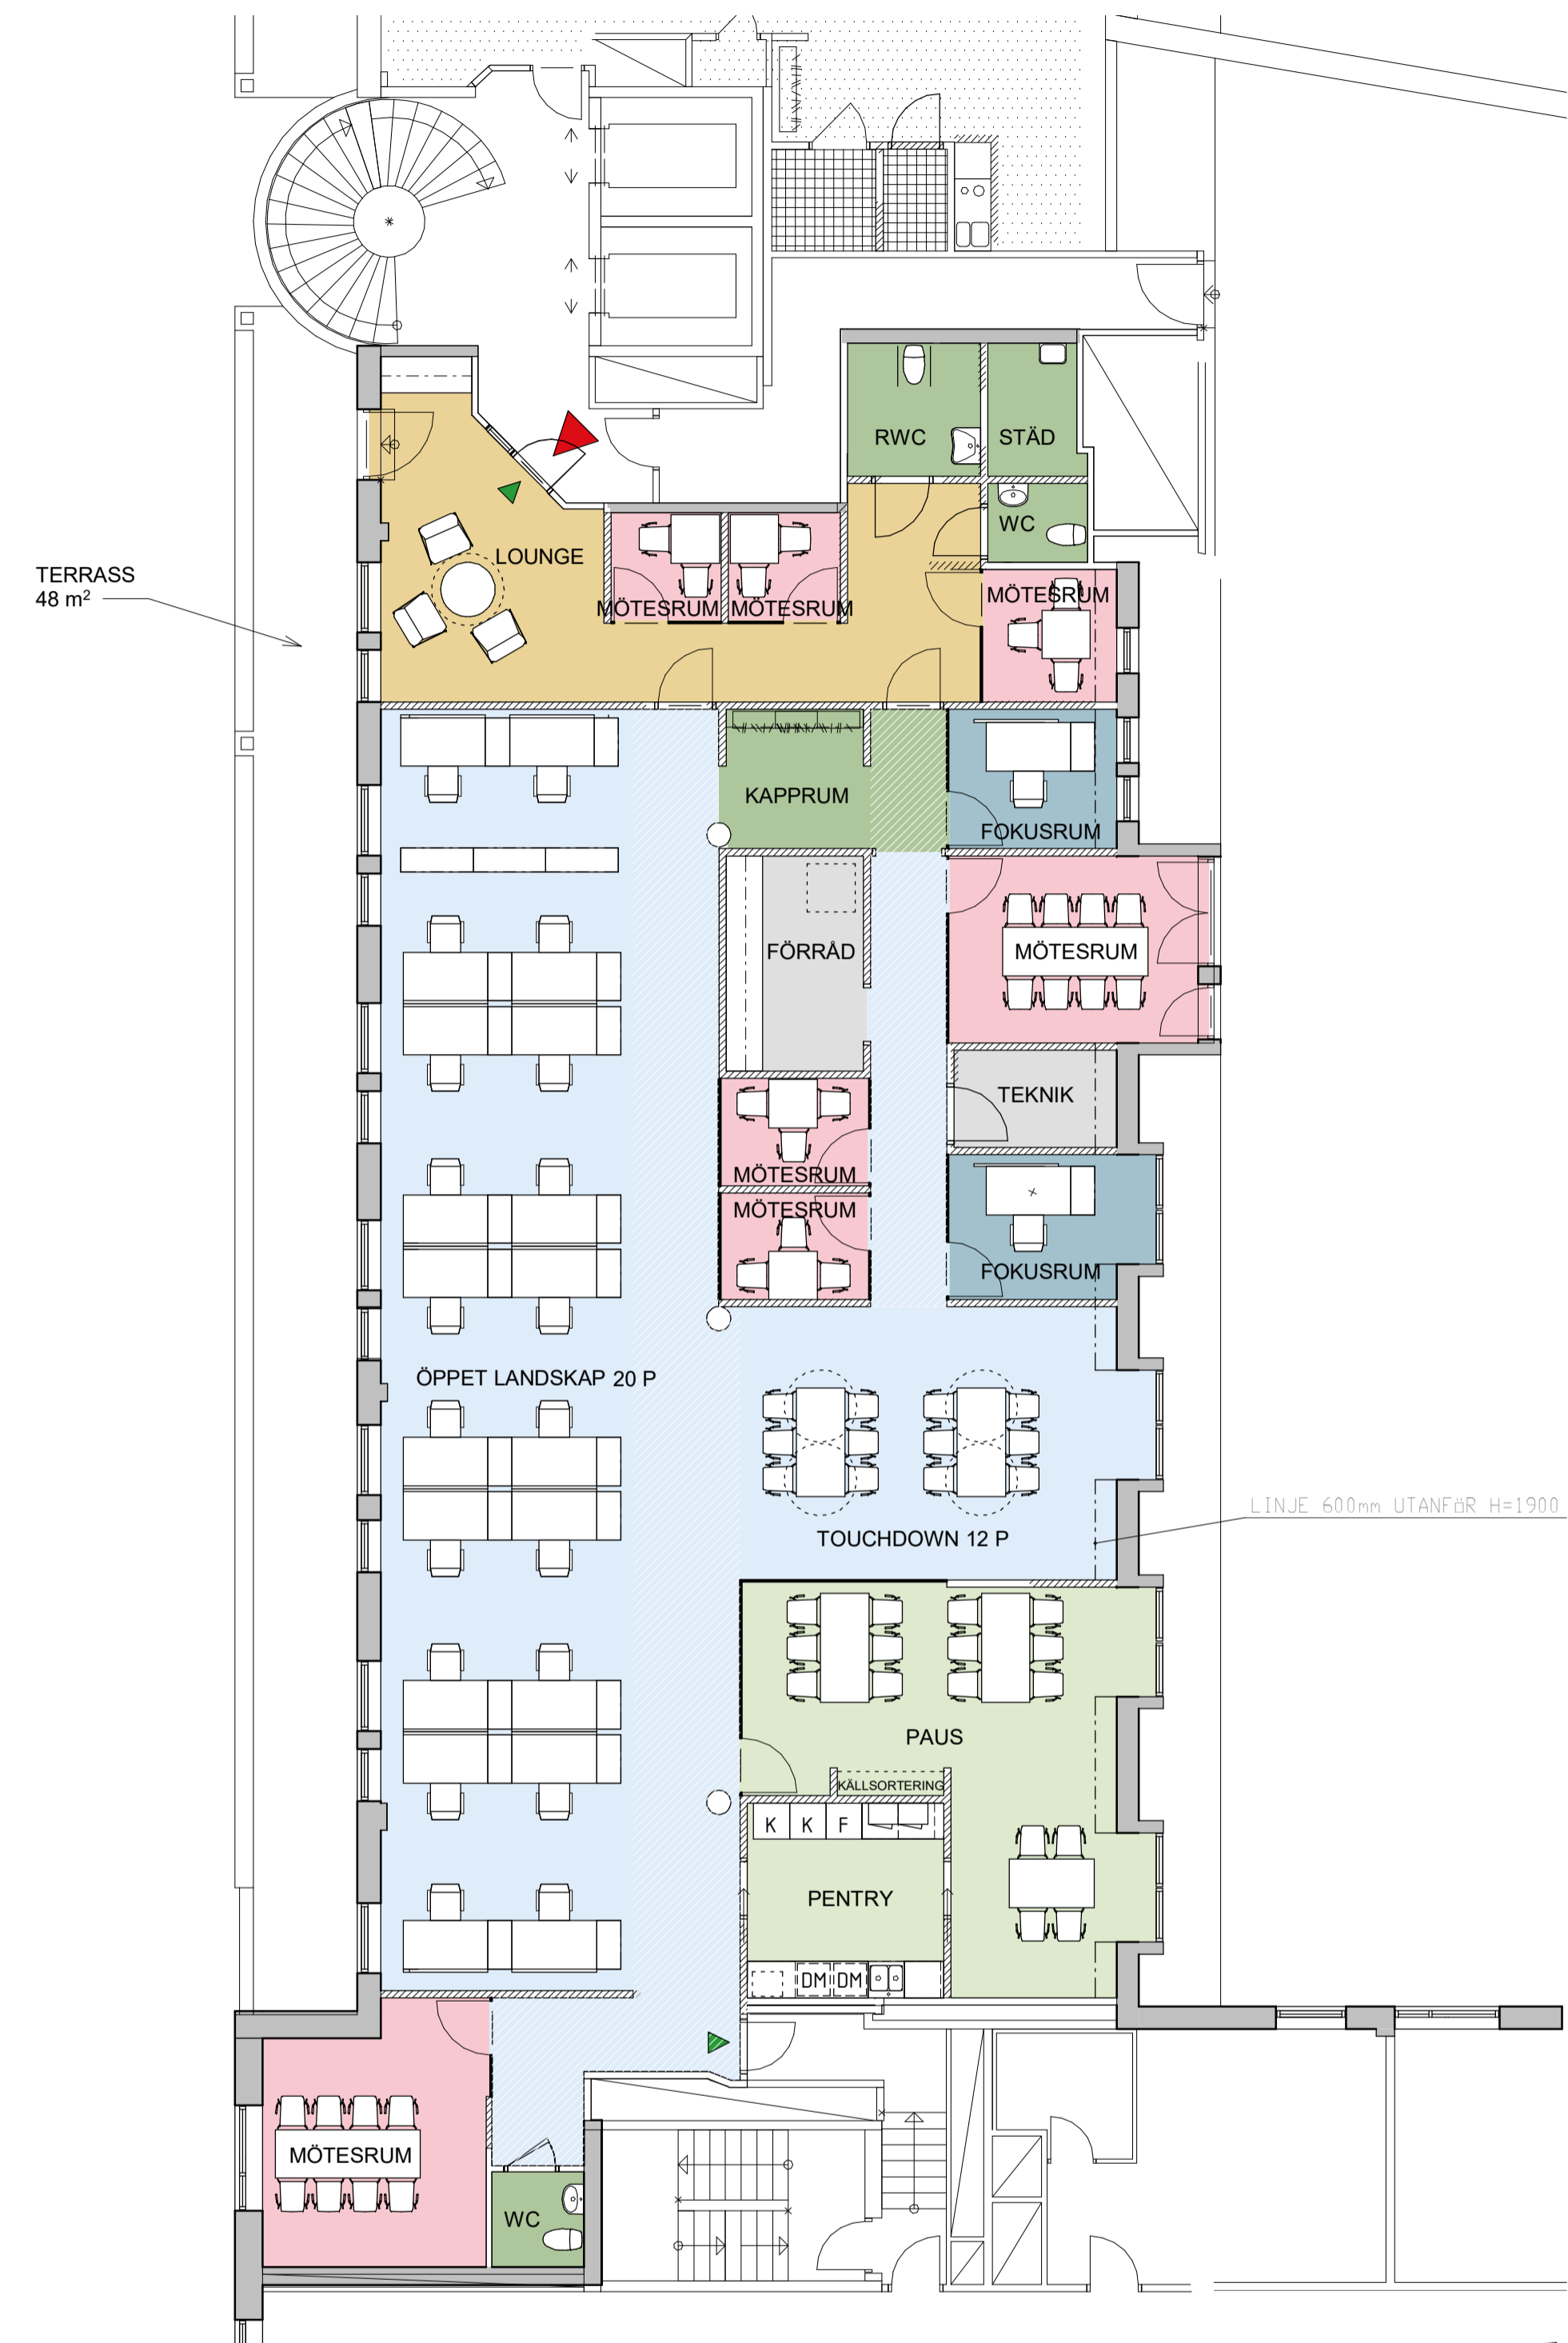 RWC
STÄD
WC
LOUNGE
TERRASS
48 m²
MÖTESRUM
MÖTESRUM
MÖTESRUM
KAPPRUM
FOKUSRUM
FÖRRÅD
MÖTESRUM
TEKNIK
MÖTESRUM
MÖTESRUM
FOKUSRUM
ÖPPET LANDSKAP 20 P
LINJE 600mm UTANFöR H=1900
TOUCHDOWN 12 P
PAUS
KÄLLSORTERING
K K F
PENTRY
DM DM
MÖTESRUM
WC